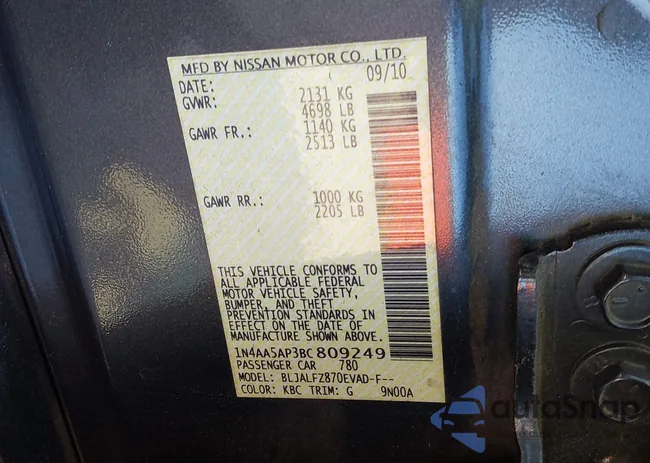 MFD BY NISSAN MOTOR CO., LTD.
DATE: 09/10
GVWR: 2131 KG
4698 LB
GAWR FR.: 1140 KG
2513 LB
GAWR RR.: 1000 KG
2205 LB
THIS VEHICLE CONFORMS TO
ALL APPLICABLE FEDERAL
MOTOR VEHICLE SAFETY,
BUMPER, AND THEFT
PREVENTION STANDARDS IN
EFFECT ON THE DATE OF
MANUFACTURE SHOWN ABOVE.
1N4AA5AP3BC809249
PASSENGER CAR 780
MODEL: BLJALFZ870EVAD-F--
COLOR: KBC TRIM: G 9N00A
autoSnap